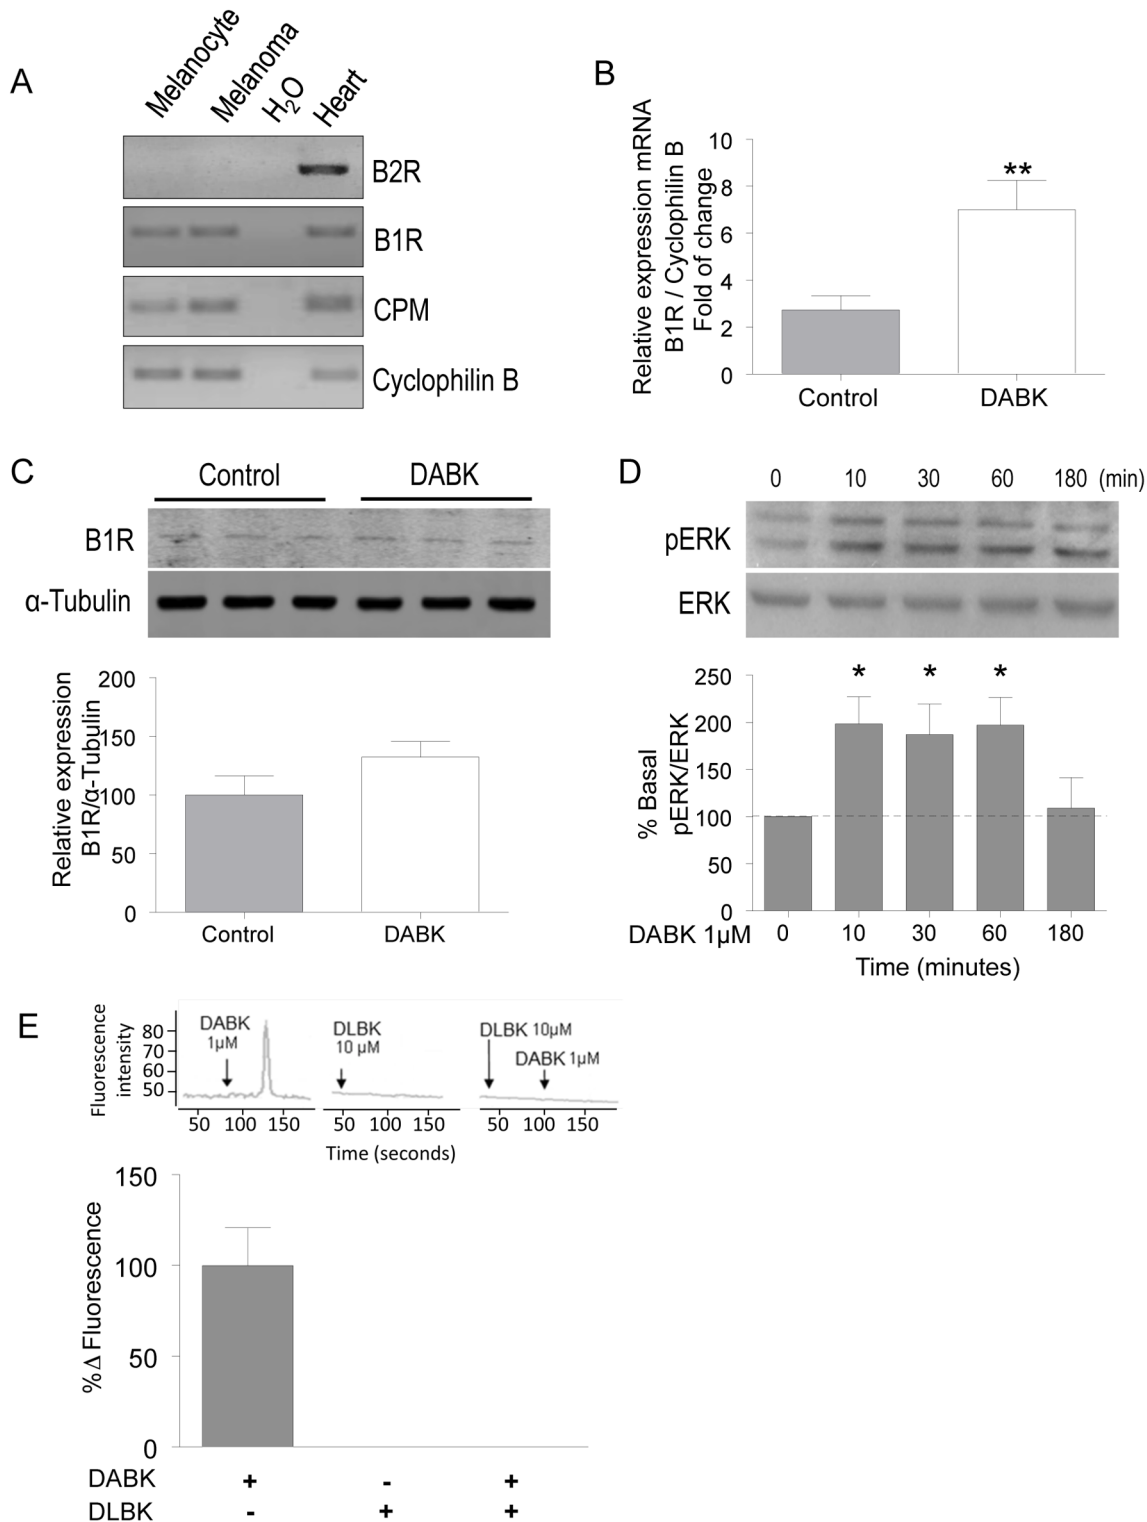 A
Melanocyte
Melanoma
H2O
Heart
B2R
B1R
CPM
Cyclophilin B
B
Relative expression mRNA
B1R / Cyclophilin B
Fold of change
10
8
6
4
2
0
**
Control
DABK
C
Control
DABK
B1R
α-Tubulin
Relative expression
B1R/α-Tubulin
200
150
100
50
0
Control
DABK
D
0 10 30 60 180 (min)
pERK
ERK
% Basal
pERK/ERK
250
200
150
100
50
0
* * *
DABK 1µM 0 10 30 60 180
Time (minutes)
E
Fluorescence
intensity
80
70
60
50
DABK
1µM
DLBK
10 µM
DLBK 10µM
DABK 1µM
50 100 150
50 100 150
50 100 150
Time (seconds)
%Δ Fluorescence
150
100
50
0
DABK + - +
DLBK - + +